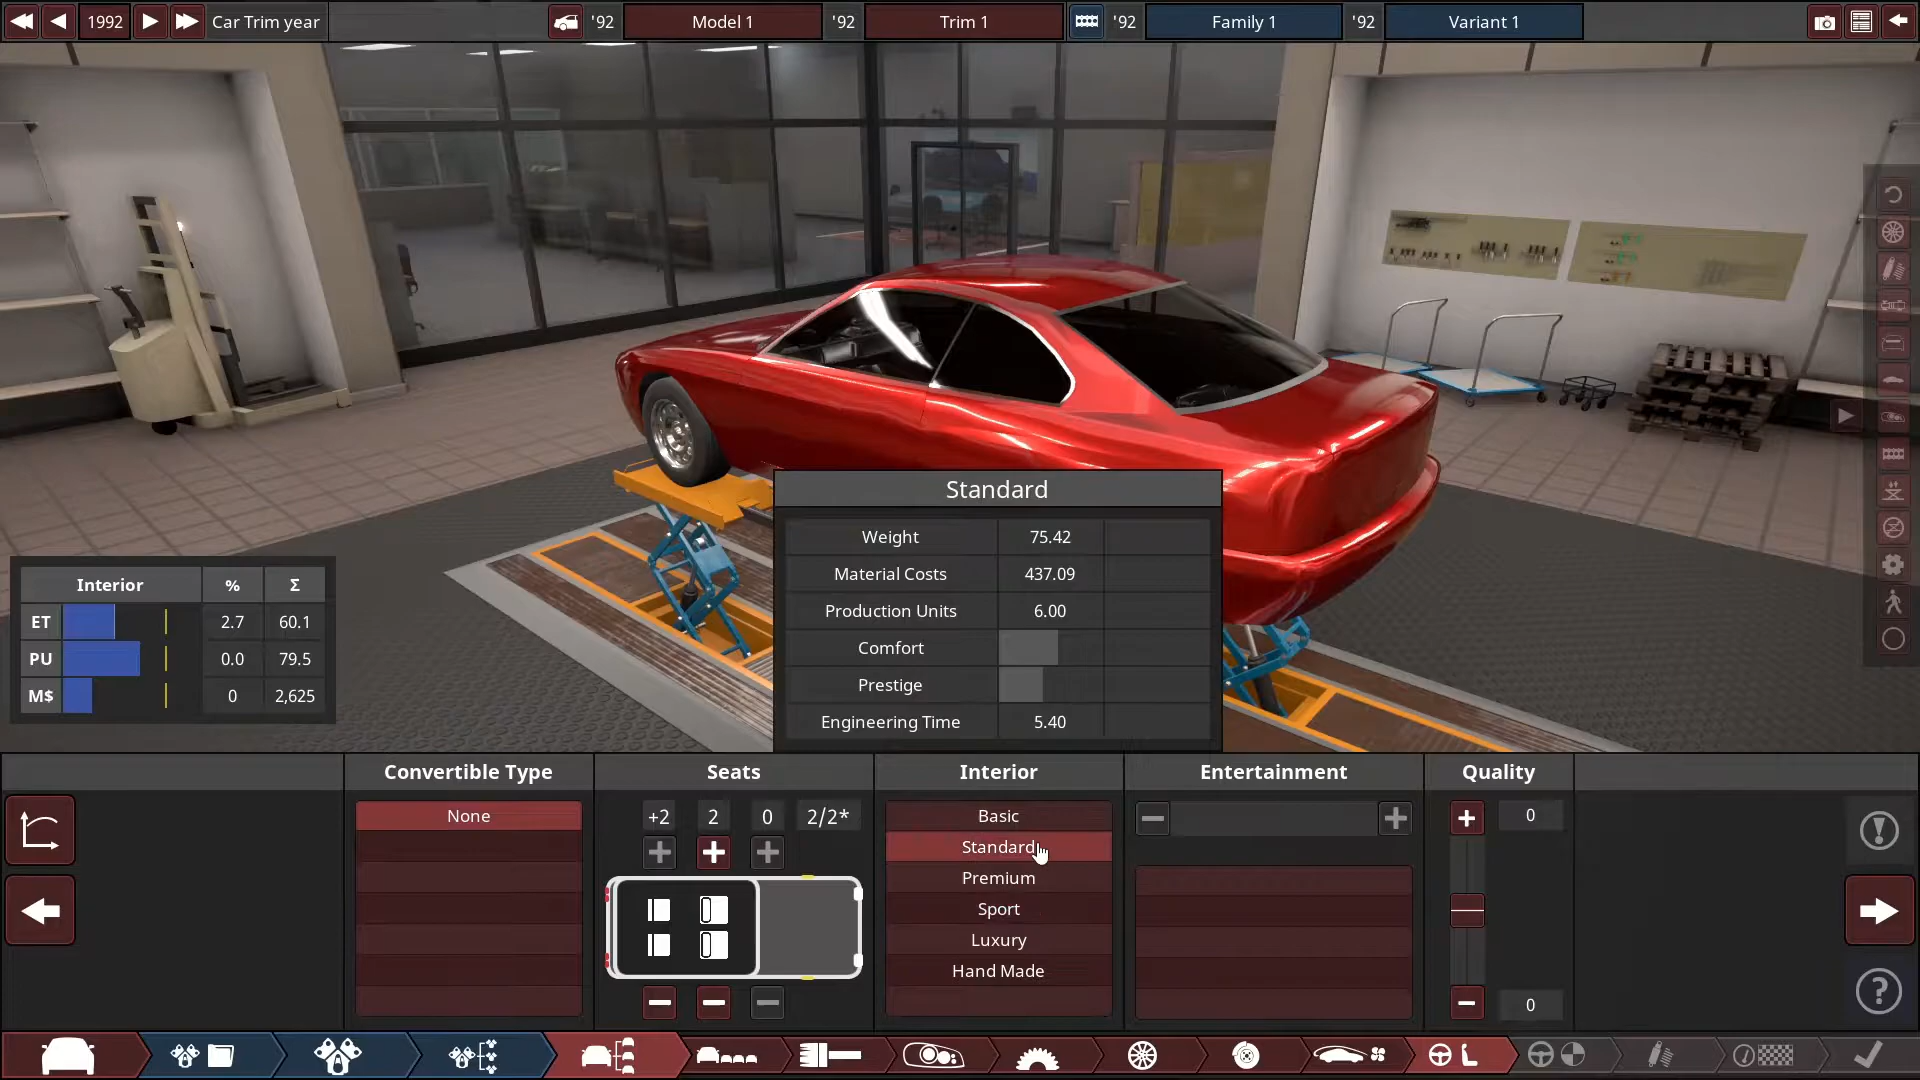 1992 Car Trim year '92 Model 1 '92 Trim 1 '92 Family 1 '92 Variant 1
Standard
Weight 75.42
Material Costs 437.09
Production Units 6.00
Comfort
Prestige
Engineering Time 5.40
Interior % Σ
ET 2.7 60.1
PU 0.0 79.5
M$ 0 2,625
Convertible Type Seats Interior Entertainment Quality
None
+2 2 0 2/2*
Basic
Standard
Premium
Sport
Luxury
Hand Made
0
0